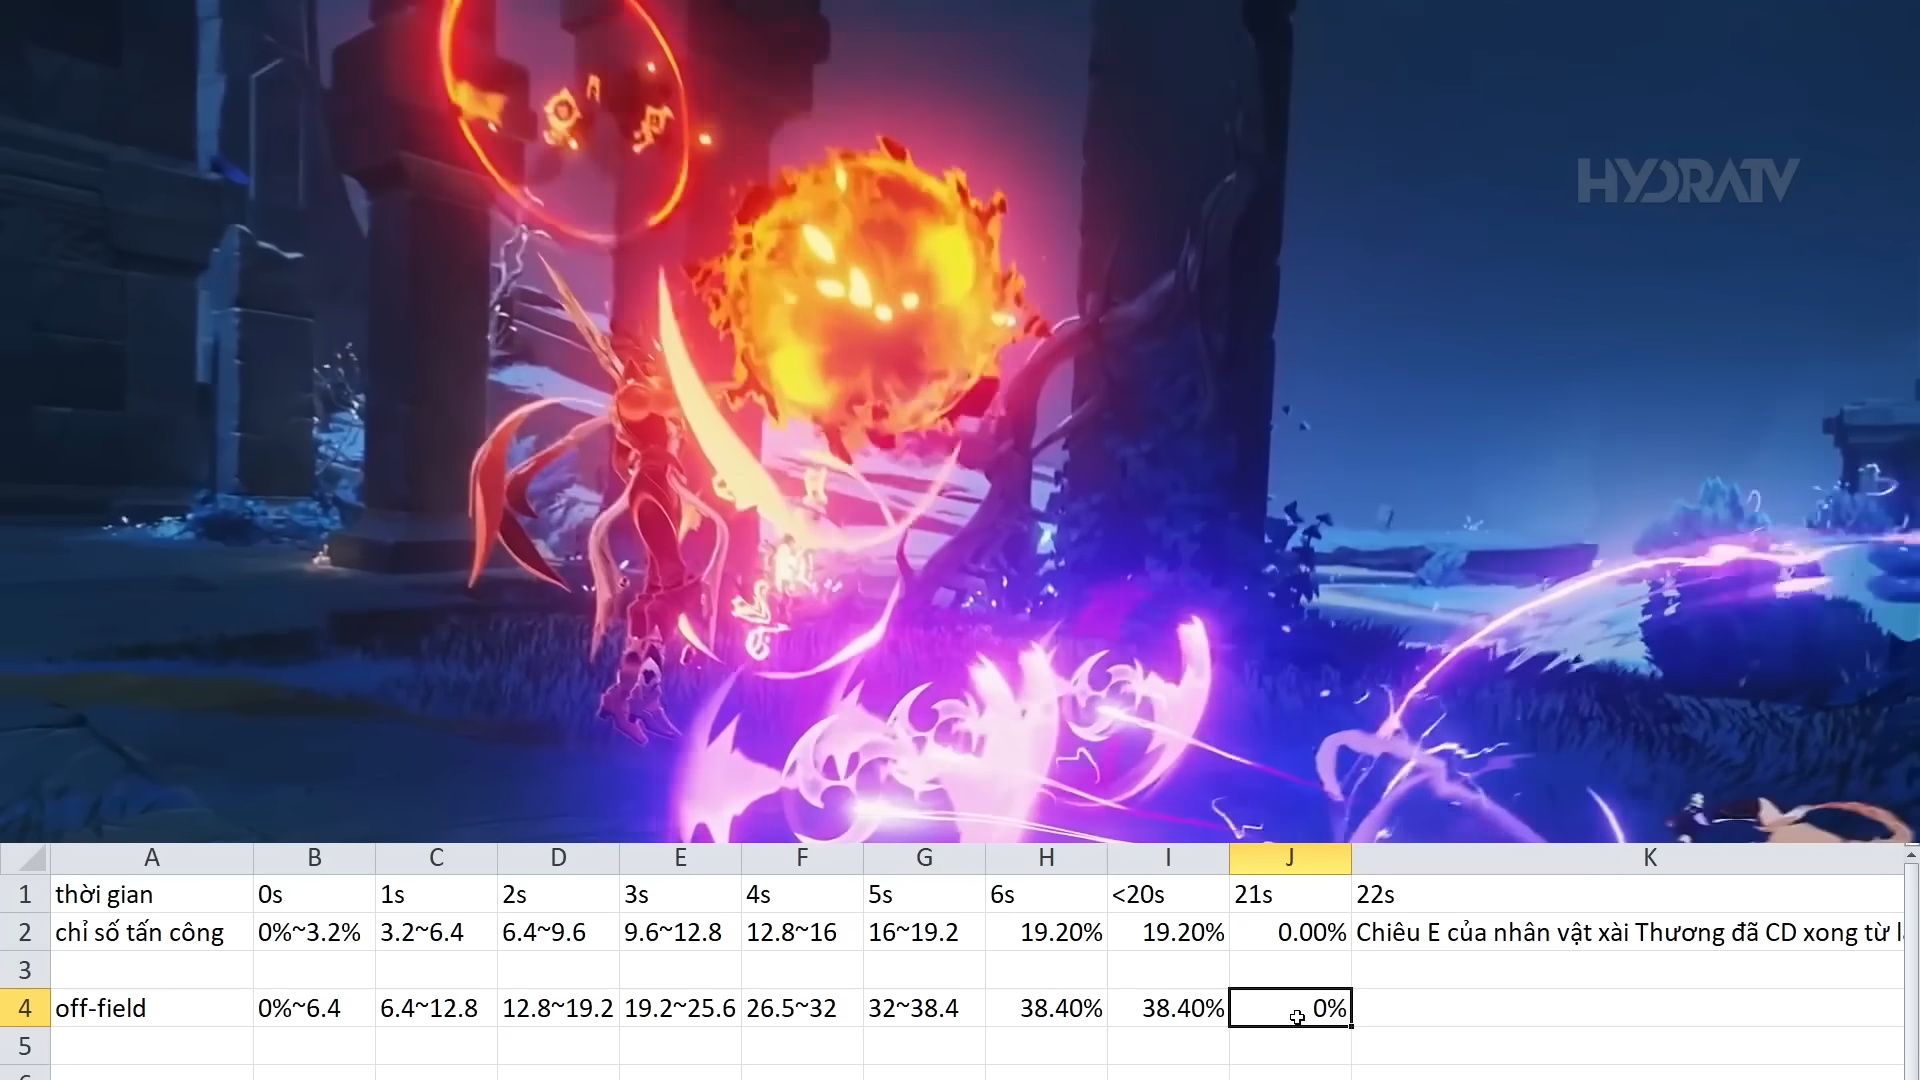 HYDRATV
A B C D E F G H I J K
1 thời gian 0s 1s 2s 3s 4s 5s 6s <20s 21s 22s
2 chỉ số tấn công 0%~3.2% 3.2~6.4 6.4~9.6 9.6~12.8 12.8~16 16~19.2 19.20% 19.20% 0.00% Chiêu E của nhân vật xài Thương đã CD xong từ
3
4 off-field 0%~6.4 6.4~12.8 12.8~19.2 19.2~25.6 26.5~32 32~38.4 38.40% 38.40% 0%
5